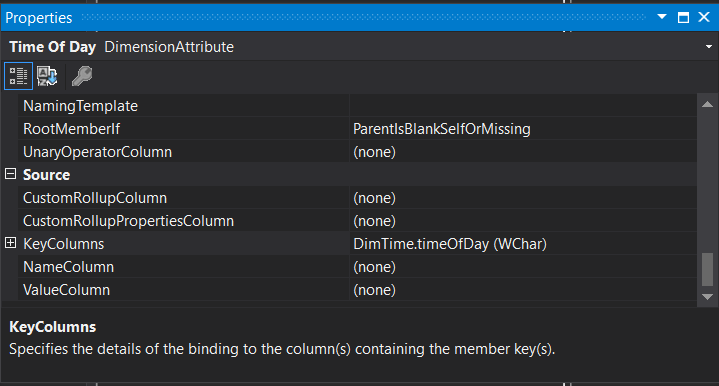 Properties
Time Of Day DimensionAttribute
NamingTemplate
RootMemberIf ParentIsBlankSelfOrMissing
UnaryOperatorColumn (none)
Source
CustomRollupColumn (none)
CustomRollupPropertiesColumn (none)
KeyColumns DimTime.timeOfDay (WChar)
NameColumn (none)
ValueColumn (none)
KeyColumns
Specifies the details of the binding to the column(s) containing the member key(s).